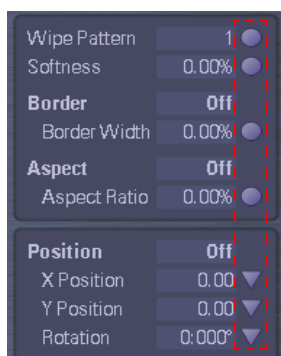 Wipe Pattern 1
Softness 0.00%
Border Off
Border Width 0.00%
Aspect Off
Aspect Ratio 0.00%
Position Off
X Position 0.00
Y Position 0.00
Rotation 0:000°